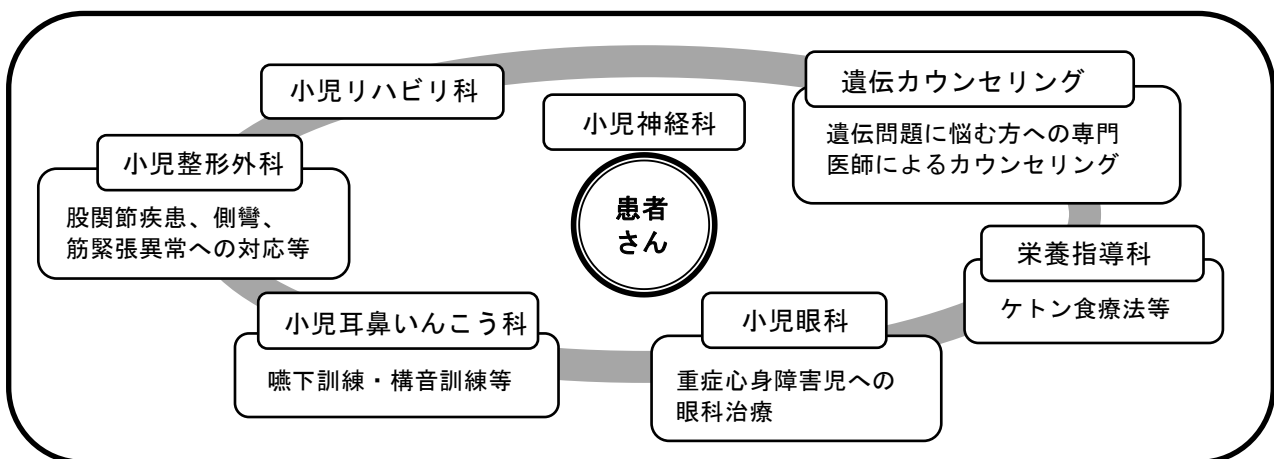 小児リハビリ科
小児神経科
遺伝カウンセリング
遺伝問題に悩む方への専門
医師によるカウンセリング
小児整形外科
股関節疾患、側彎、
筋緊張異常への対応等
患者
さん
栄養指導科
ケトン食療法等
小児耳鼻いんこう科
嚥下訓練・構音訓練等
小児眼科
重症心身障害児への
眼科治療